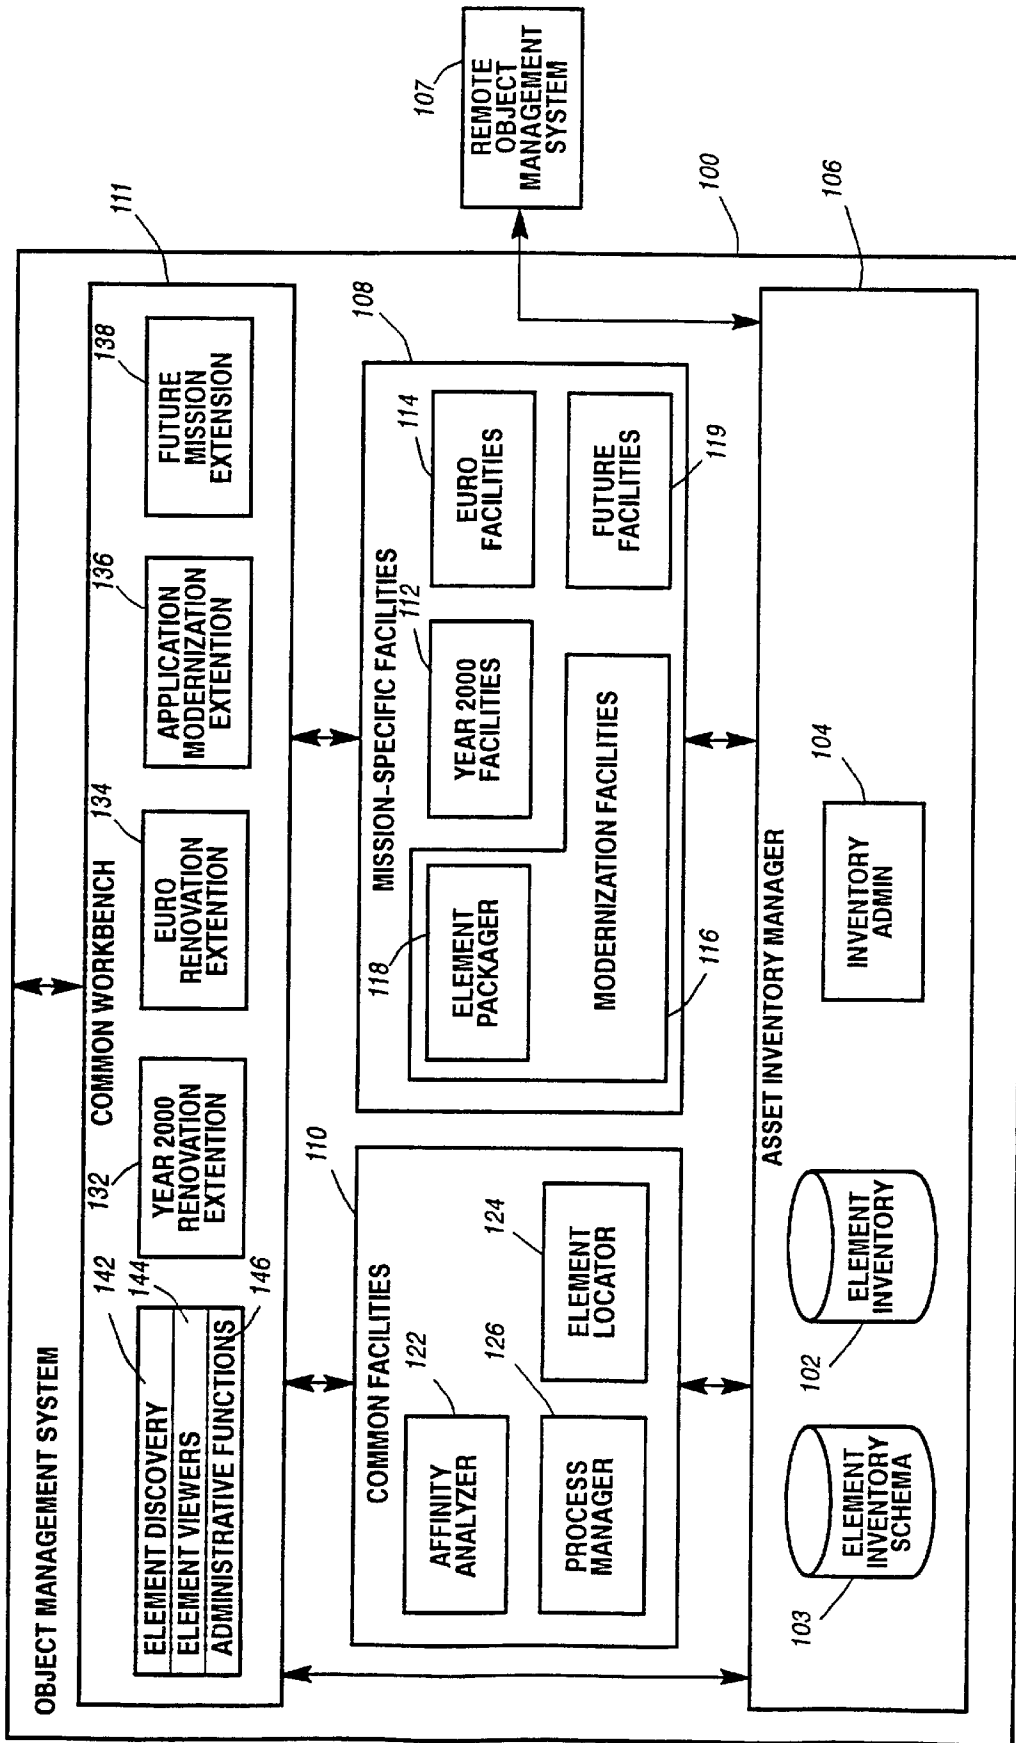 OBJECT MANAGEMENT SYSTEM
COMMON WORKBENCH
111
ELEMENT DISCOVERY
ELEMENT VIEWERS
ADMINISTRATIVE FUNCTIONS
142
144
146
132
YEAR 2000
RENOVATION
EXTENTION
134
EURO
RENOVATION
EXTENTION
136
APPLICATION
MODERNIZATION
EXTENTION
138
FUTURE
MISSION
EXTENSION
107
REMOTE
OBJECT
MANAGEMENT
SYSTEM
COMMON FACILITIES
110
122
AFFINITY
ANALYZER
126
PROCESS
MANAGER
124
ELEMENT
LOCATOR
MISSION-SPECIFIC FACILITIES
108
118
ELEMENT
PACKAGER
112
YEAR 2000
FACILITIES
114
EURO
FACILITIES
MODERNIZATION FACILITIES
116
FUTURE
FACILITIES
119
100
106
ASSET INVENTORY MANAGER
103
ELEMENT
INVENTORY
SCHEMA
102
ELEMENT
INVENTORY
104
INVENTORY
ADMIN